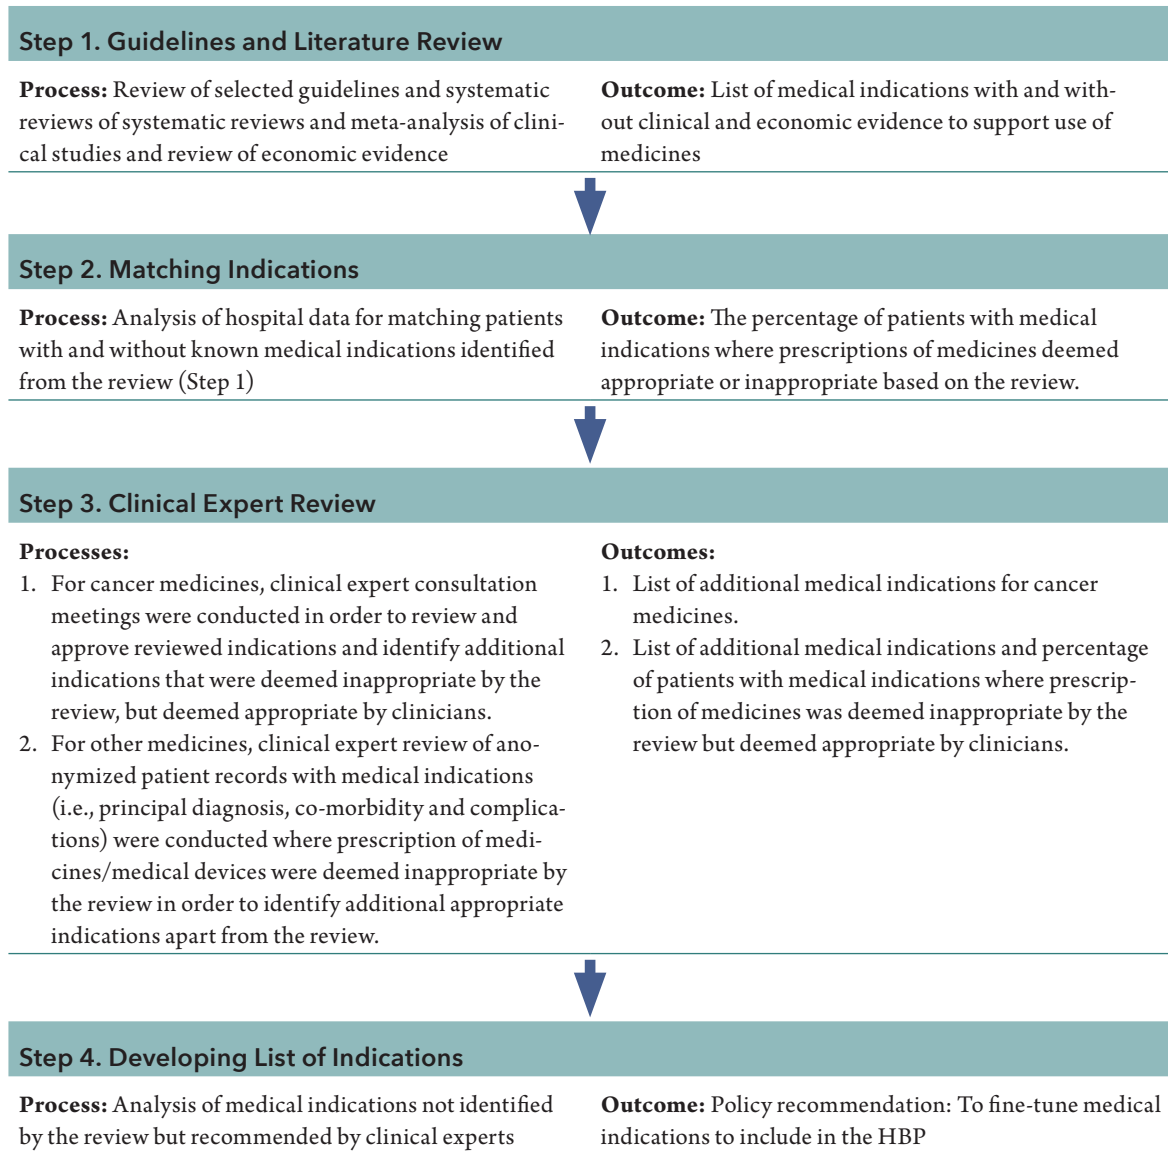 Step 1. Guidelines and Literature Review
Process: Review of selected guidelines and systematic
reviews of systematic reviews and meta-analysis of clini-
cal studies and review of economic evidence
Outcome: List of medical indications with and with-
out clinical and economic evidence to support use of
medicines
Step 2. Matching Indications
Process: Analysis of hospital data for matching patients
with and without known medical indications identified
from the review (Step 1)
Outcome: The percentage of patients with medical
indications where prescriptions of medicines deemed
appropriate or inappropriate based on the review.
Step 3. Clinical Expert Review
Processes:
1. For cancer medicines, clinical expert consultation
meetings were conducted in order to review and
approve reviewed indications and identify additional
indications that were deemed inappropriate by the
review, but deemed appropriate by clinicians.
2. For other medicines, clinical expert review of ano-
nymized patient records with medical indications
(i.e., principal diagnosis, co-morbidity and complica-
tions) were conducted where prescription of medi-
cines/medical devices were deemed inappropriate by
the review in order to identify additional appropriate
indications apart from the review.
Outcomes:
1. List of additional medical indications for cancer
medicines.
2. List of additional medical indications and percentage
of patients with medical indications where prescrip-
tion of medicines was deemed inappropriate by the
review but deemed appropriate by clinicians.
Step 4. Developing List of Indications
Process: Analysis of medical indications not identified
by the review but recommended by clinical experts
Outcome: Policy recommendation: To fine-tune medical
indications to include in the HBP